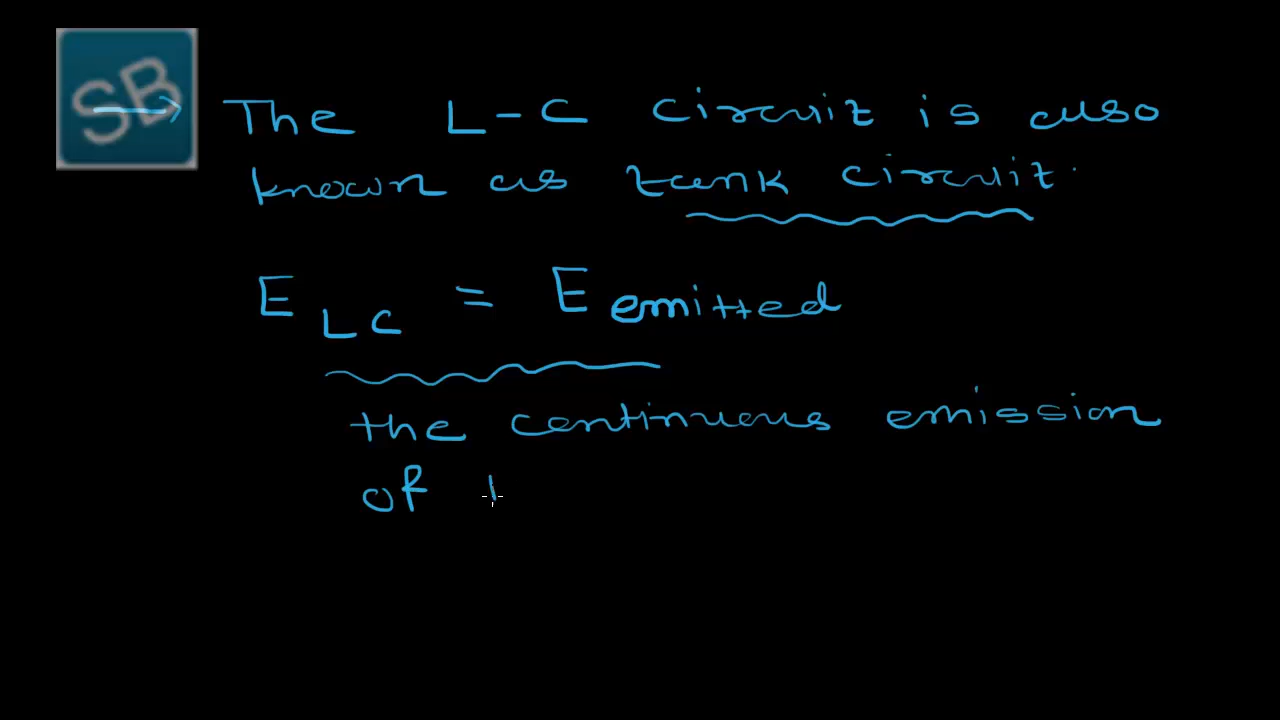 SB
→ The L-C circuit is also
known as tank circuit.
E LC = E emitted
the continuous emission
of